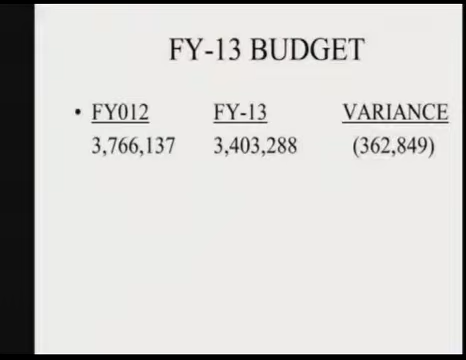 FY-13 BUDGET
• FY012 FY-13 VARIANCE
3,766,137 3,403,288 (362,849)